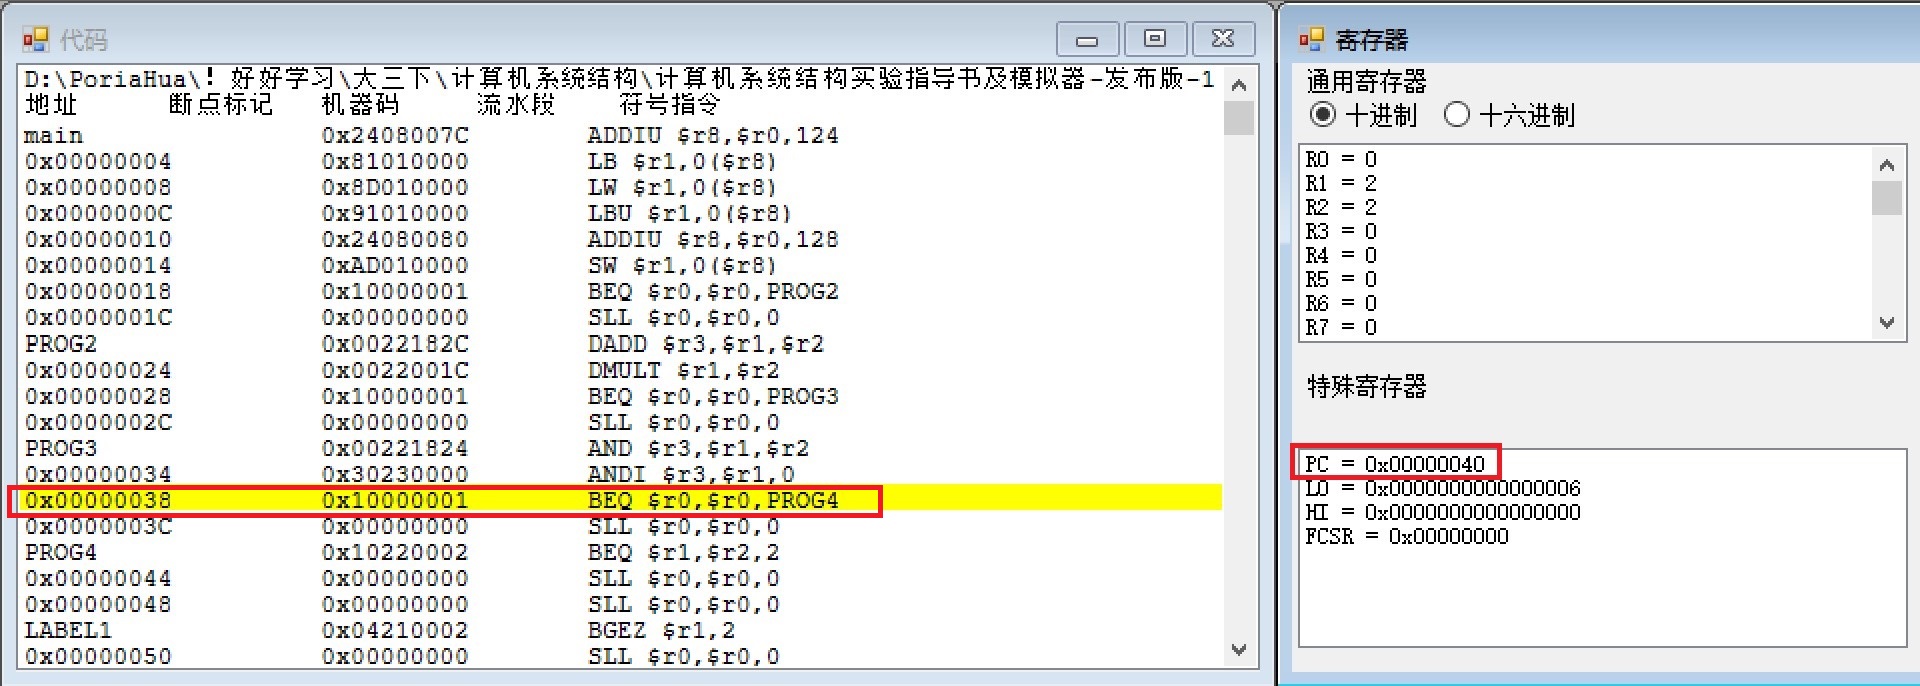 代码
D:\PoriaHua\! 好好学习\大三下\计算机系统结构\计算机系统结构实验指导书及模拟器-发布版-1
地址 断点标记 机器码 流水段 符号指令
main 0x2408007C ADDIU $r8,$r0,124
0x00000004 0x81010000 LB $r1,0($r8)
0x00000008 0x8D010000 LW $r1,0($r8)
0x0000000C 0x91010000 LBU $r1,0($r8)
0x00000010 0x24080080 ADDIU $r8,$r0,128
0x00000014 0xAD010000 SW $r1,0($r8)
0x00000018 0x10000001 BEQ $r0,$r0,PROG2
0x0000001C 0x00000000 SLL $r0,$r0,0
PROG2 0x0022182C DADD $r3,$r1,$r2
0x00000024 0x0022001C DMULT $r1,$r2
0x00000028 0x10000001 BEQ $r0,$r0,PROG3
0x0000002C 0x00000000 SLL $r0,$r0,0
PROG3 0x00221824 AND $r3,$r1,$r2
0x00000034 0x30230000 ANDI $r3,$r1,0
0x00000038 0x10000001 BEQ $r0,$r0,PROG4
0x0000003C 0x00000000 SLL $r0,$r0,0
PROG4 0x10220002 BEQ $r1,$r2,2
0x00000044 0x00000000 SLL $r0,$r0,0
0x00000048 0x00000000 SLL $r0,$r0,0
LABEL1 0x04210002 BGEZ $r1,2
0x00000050 0x00000000 SLL $r0,$r0,0
寄存器
通用寄存器
十进制 十六进制
R0 = 0
R1 = 2
R2 = 2
R3 = 0
R4 = 0
R5 = 0
R6 = 0
R7 = 0
特殊寄存器
PC = 0x00000040
LO = 0x0000000000000006
HI = 0x0000000000000000
FCSR = 0x00000000